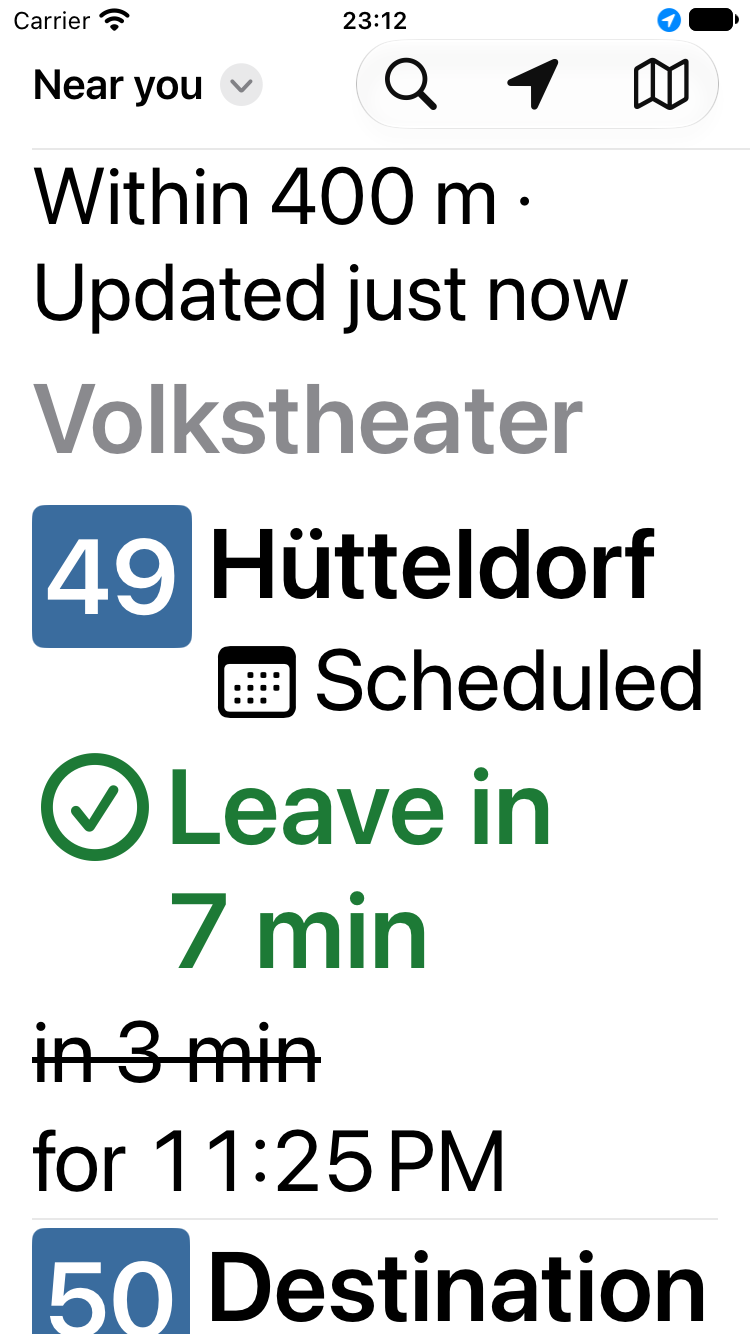 Carrier 23:12
Near you
Within 400 m ·
Updated just now
Volkstheater
49 Hütteldorf
Scheduled
Leave in
7 min
in 3 min
for 11:25 PM
50 Destination